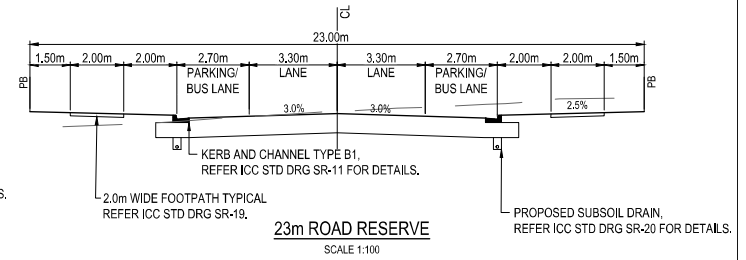 CL
23.00m
1.50m 2.00m 2.00m 2.70m 3.30m 3.30m 2.70m 2.00m 2.00m 1.50m
PARKING/ BUS LANE
LANE
LANE
PARKING/ BUS LANE
PB
PB
3.0%
3.0%
2.5%
KERB AND CHANNEL TYPE B1,
REFER ICC STD DRG SR-11 FOR DETAILS.
S.
2.0m WIDE FOOTPATH TYPICAL
REFER ICC STD DRG SR-19.
PROPOSED SUBSOIL DRAIN,
REFER ICC STD DRG SR-20 FOR DETAILS.
23m ROAD RESERVE
SCALE 1:100